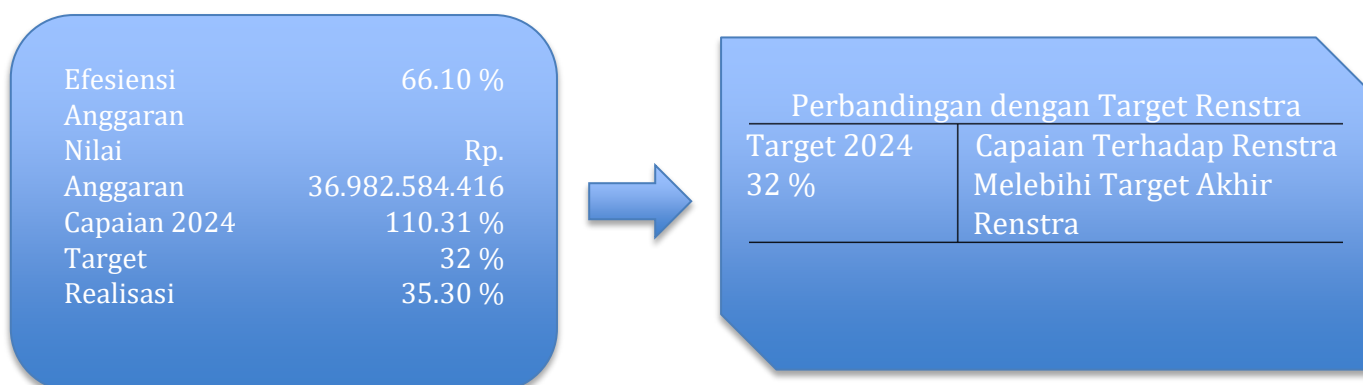 Efesiensi 66.10 %
Anggaran
Nilai Rp.
Anggaran 36.982.584.416
Capaian 2024 110.31 %
Target 32 %
Realisasi 35.30 %
Perbandingan dengan Target Renstra
Target 2024 Capaian Terhadap Renstra
32 % Melebihi Target Akhir
Renstra